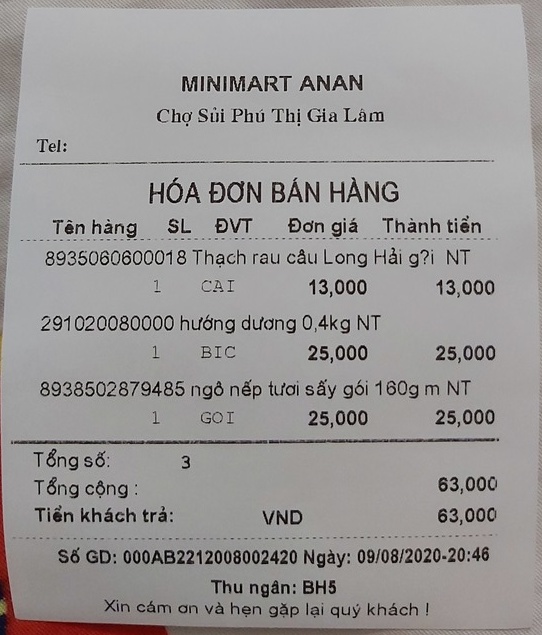 MINIMART ANAN
Chợ Sủi Phú Thị Gia Lâm
Tel:
HÓA ĐƠN BÁN HÀNG
Tên hàng SL ĐVT Đơn giá Thành tiền
8935060600018 Thạch rau câu Long Hải g?i NT
1 CAI 13,000 13,000
291020080000 hướng dương 0,4kg NT
1 BIC 25,000 25,000
8938502879485 ngô nếp tươi sấy gói 160g m NT
1 GOI 25,000 25,000
Tổng số: 3
Tổng cộng : 63,000
Tiền khách trả: VND 63,000
Số GD: 000AB2212008002420 Ngày: 09/08/2020-20:46
Thu ngân: BH5
Xin cám ơn và hẹn gặp lại quý khách !